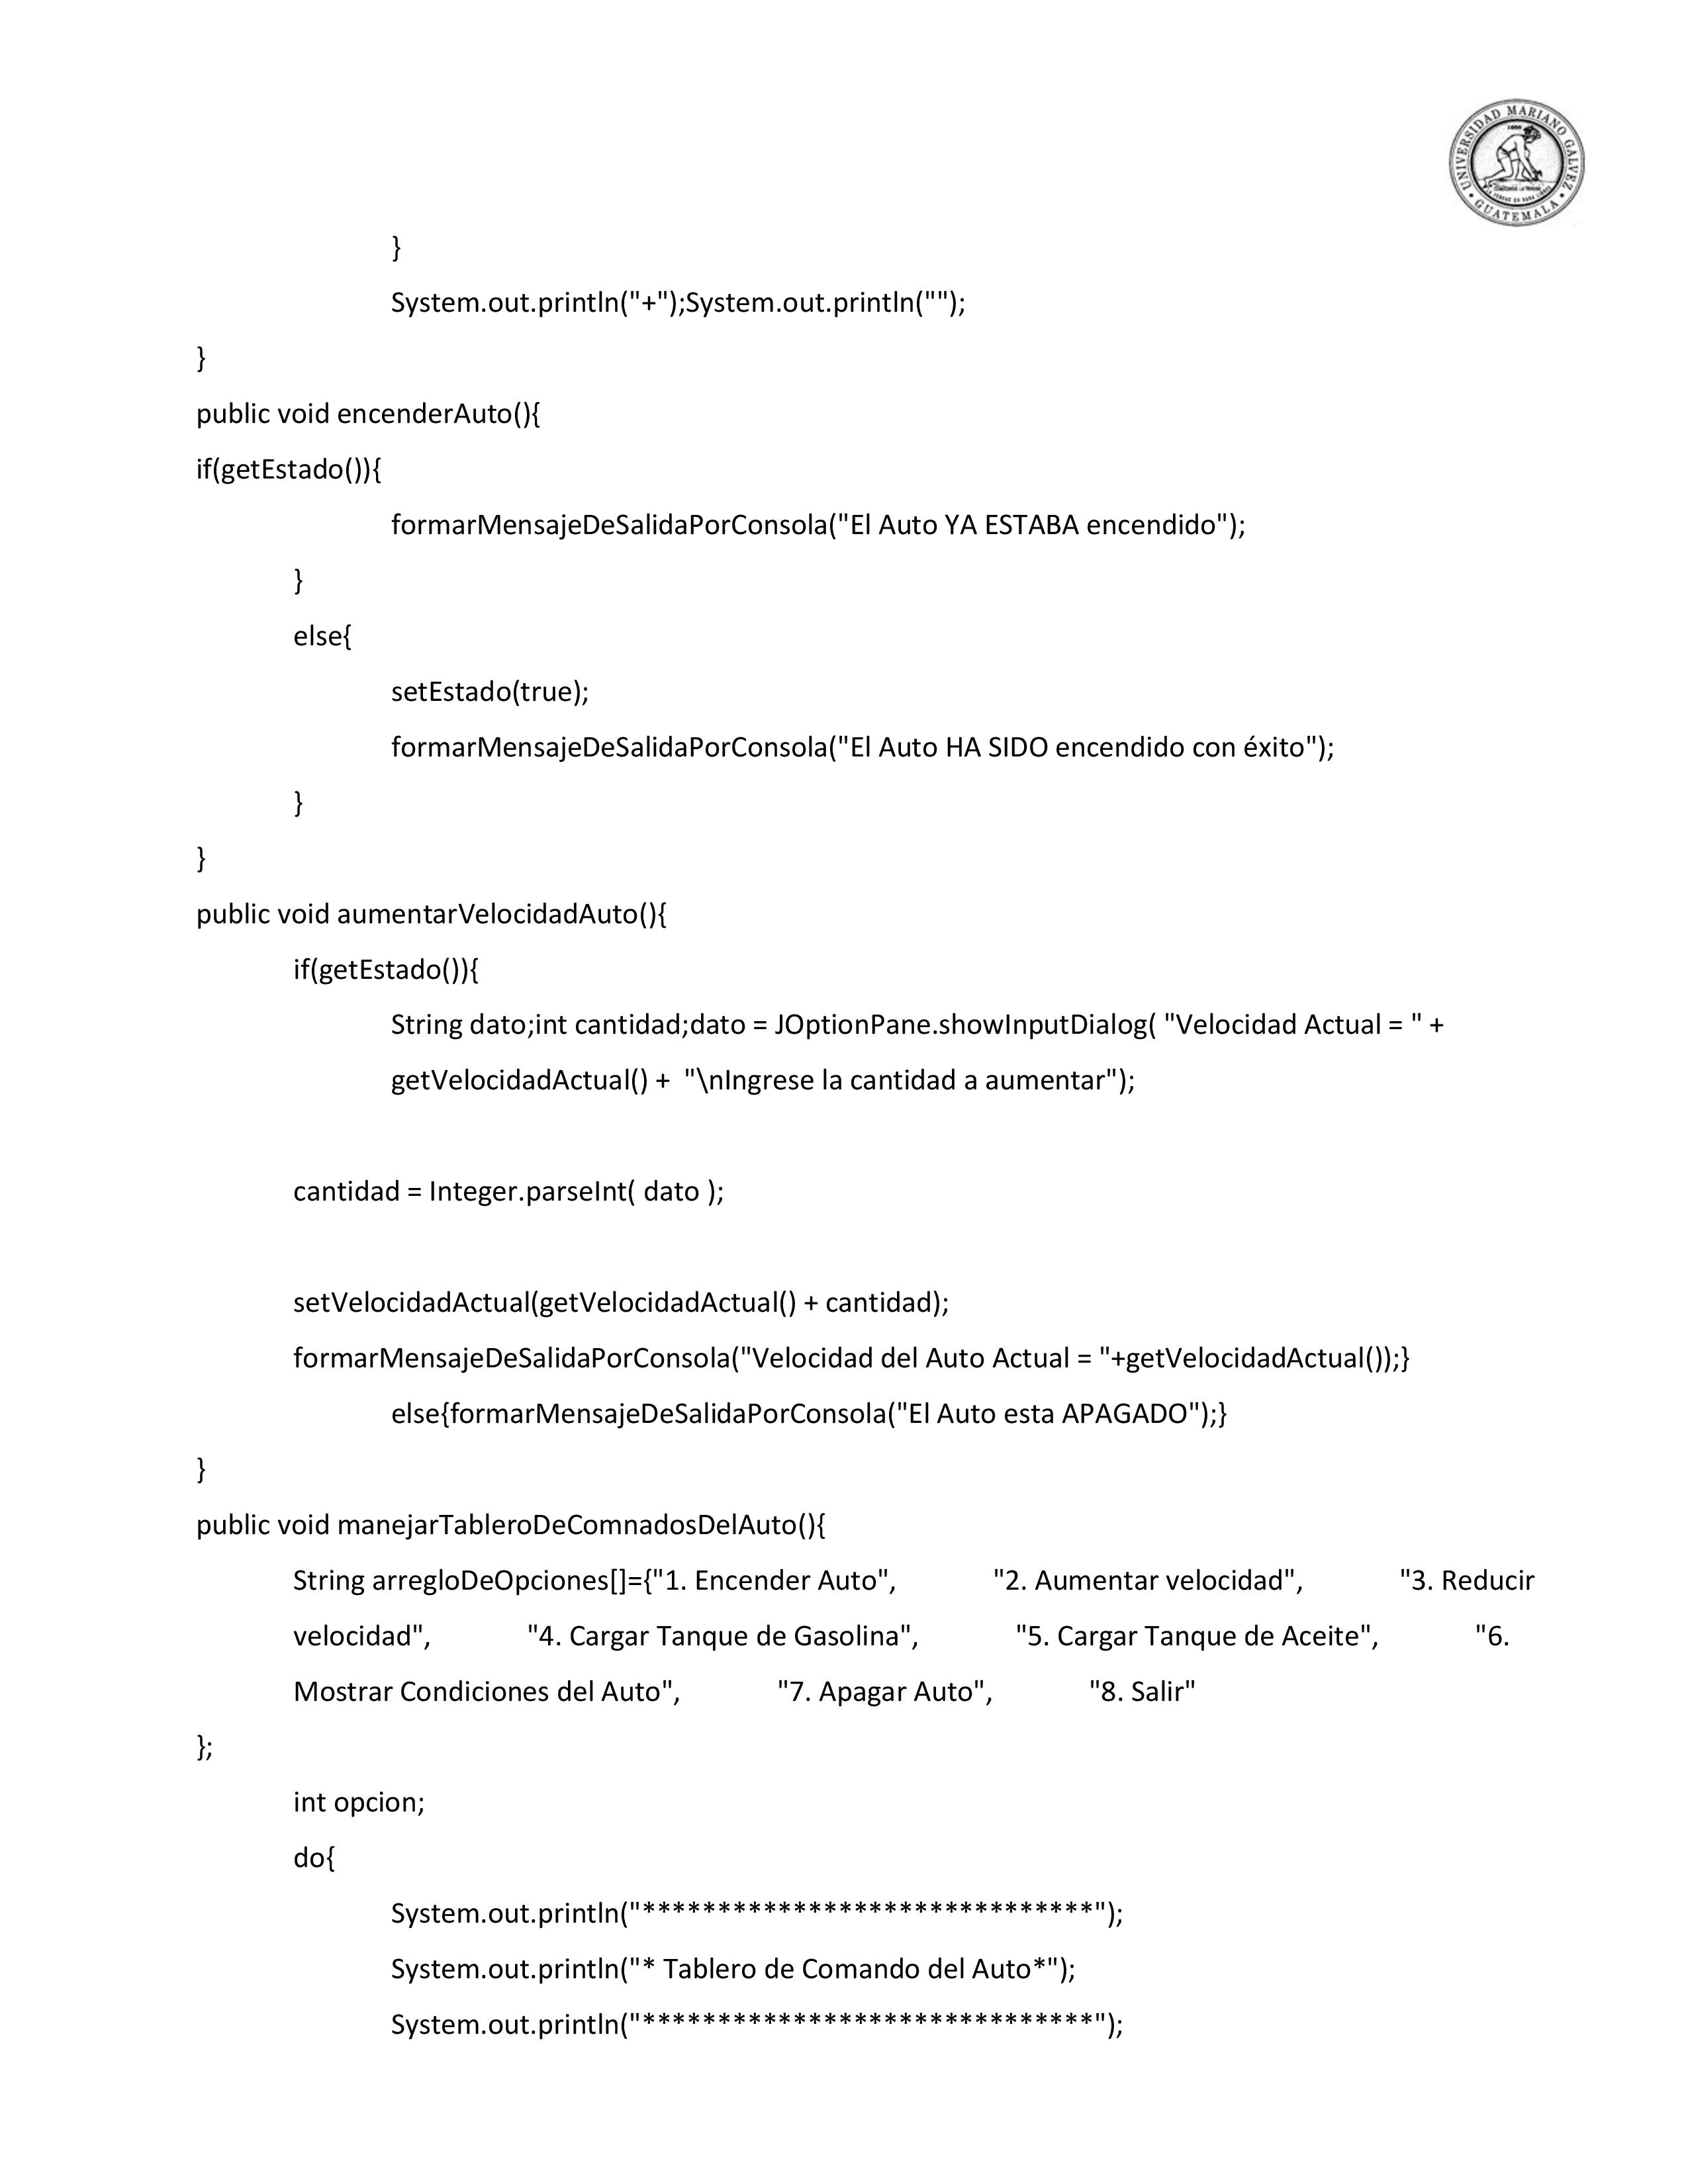 UNIVERSIDAD MARIANO GALVEZ
GUATEMALA
}
System.out.println("+");System.out.println("");
}
public void encenderAuto(){
if(getEstado()){
formarMensajeDeSalidaPorConsola("El Auto YA ESTABA encendido");
}
else{
setEstado(true);
formarMensajeDeSalidaPorConsola("El Auto HA SIDO encendido con éxito");
}
}
public void aumentarVelocidadAuto(){
if(getEstado()){
String dato;int cantidad;dato = JOptionPane.showInputDialog( "Velocidad Actual = " +
getVelocidadActual() + "\nIngrese la cantidad a aumentar");
cantidad = Integer.parseInt( dato );
setVelocidadActual(getVelocidadActual() + cantidad);
formarMensajeDeSalidaPorConsola("Velocidad del Auto Actual = "+getVelocidadActual());}
else{formarMensajeDeSalidaPorConsola("El Auto esta APAGADO");}
}
public void manejarTableroDeComnadosDelAuto(){
String arregloDeOpciones[]={"1. Encender Auto", "2. Aumentar velocidad", "3. Reducir
velocidad", "4. Cargar Tanque de Gasolina", "5. Cargar Tanque de Aceite", "6.
Mostrar Condiciones del Auto", "7. Apagar Auto", "8. Salir"
};
int opcion;
do{
System.out.println("******************************");
System.out.println("* Tablero de Comando del Auto*");
System.out.println("******************************");